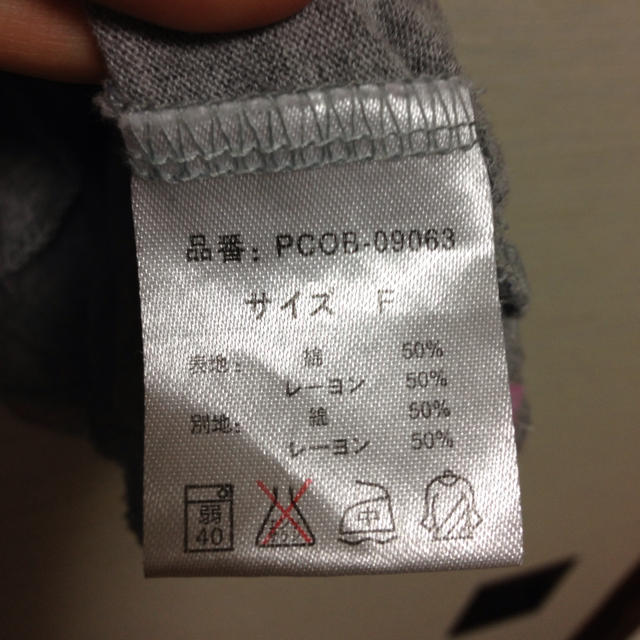 品番: PCOB-09063
サイズ F
表地: 綿 50%
レーヨン 50%
別地: 綿 50%
レーヨン 50%
弱 中
40